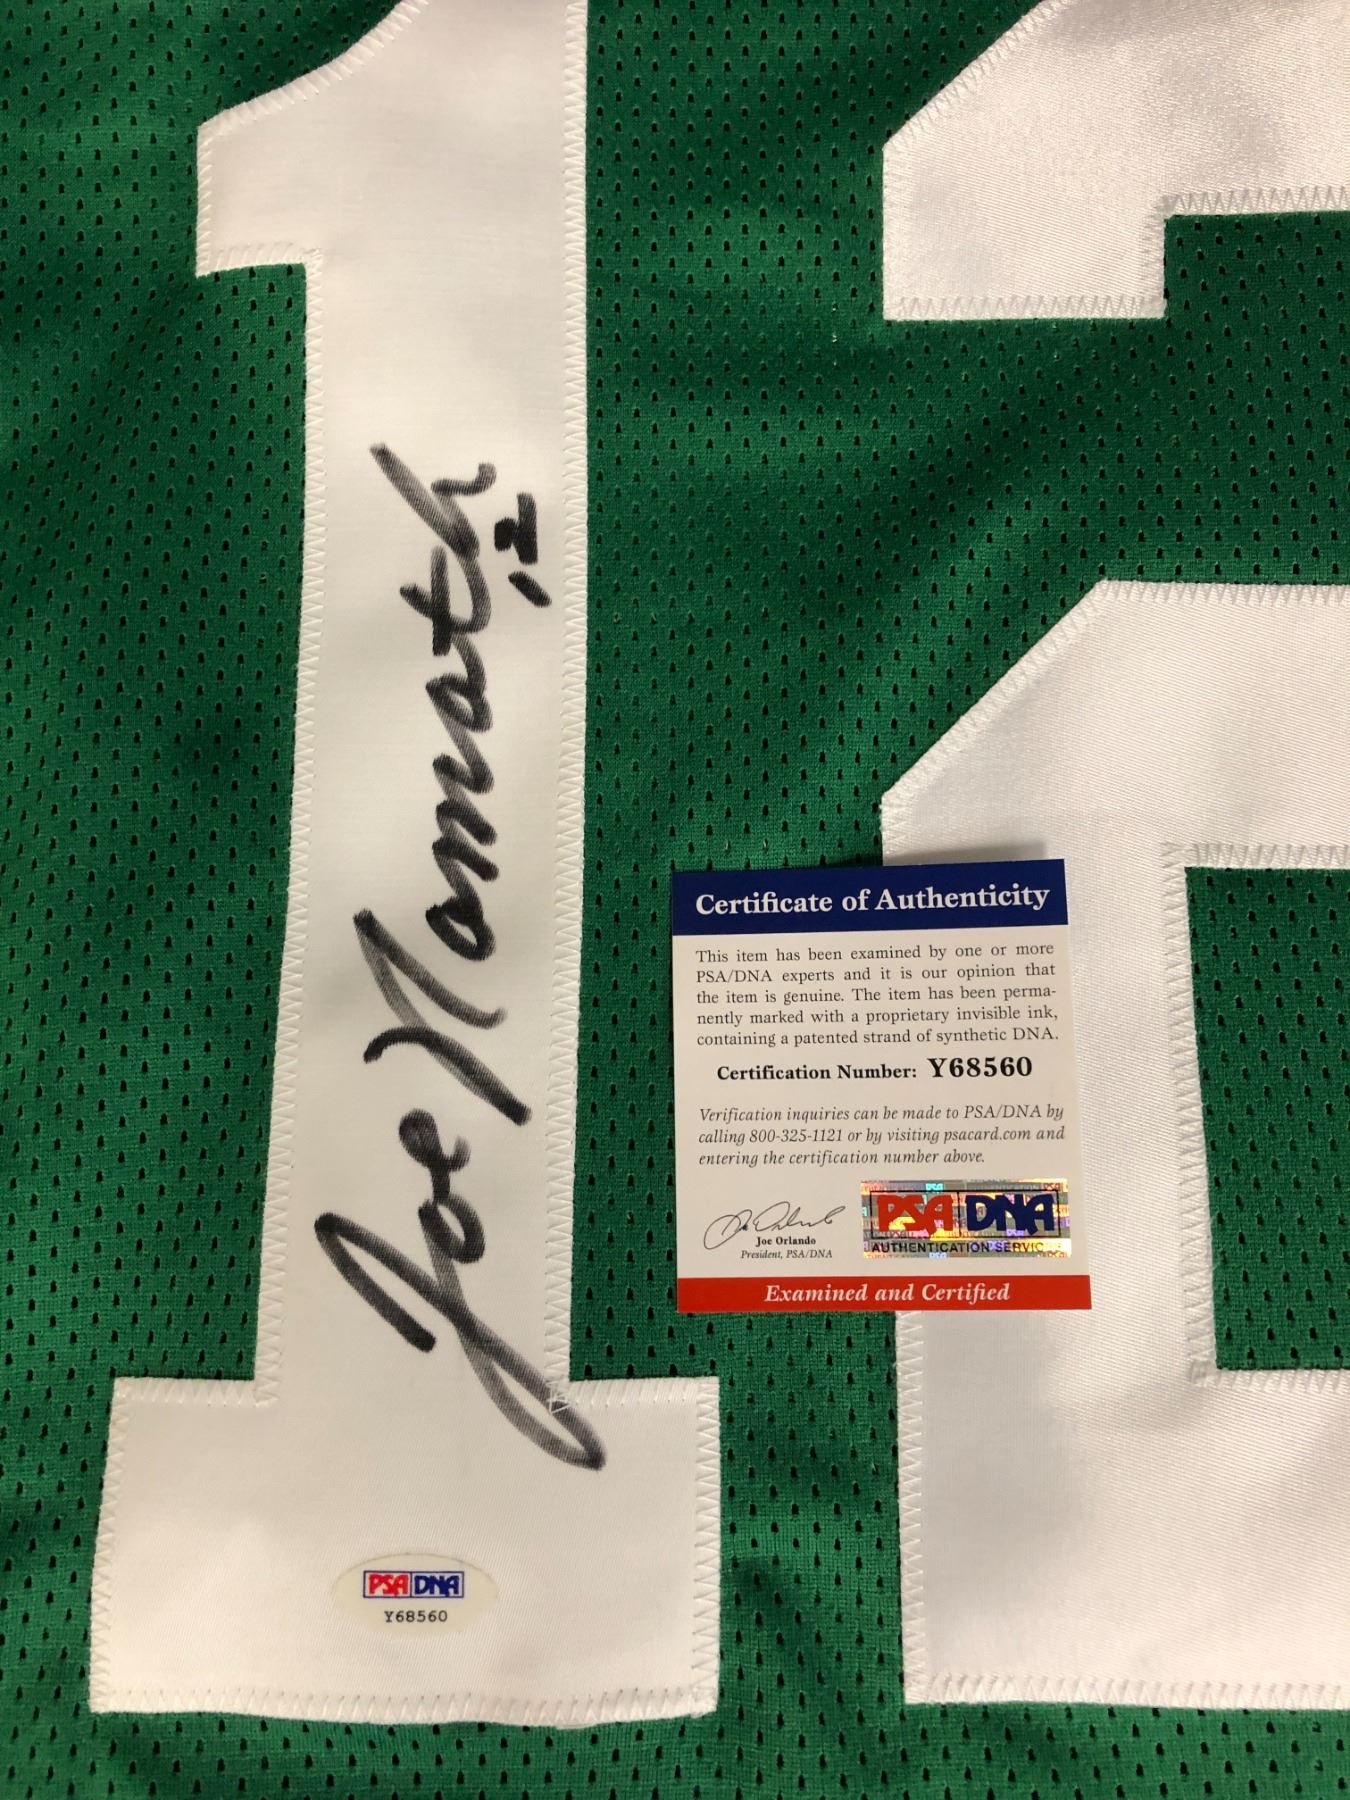 12
Joe Namath
12
Certificate of Authenticity
This item has been examined by one or more
PSA/DNA experts and it is our opinion that
the item is genuine. The item has been perma-
nently marked with a proprietary invisible ink,
containing a patented strand of synthetic DNA.
Certification Number: Y68560
Verification inquiries can be made to PSA/DNA by
calling 800-325-1121 or by visiting psacard.com and
entering the certification number above.
Joe Orlando
President, PSA/DNA
PSA DNA
AUTHENTICATION SERVIC
Examined and Certified
PSA DNA
Y68560